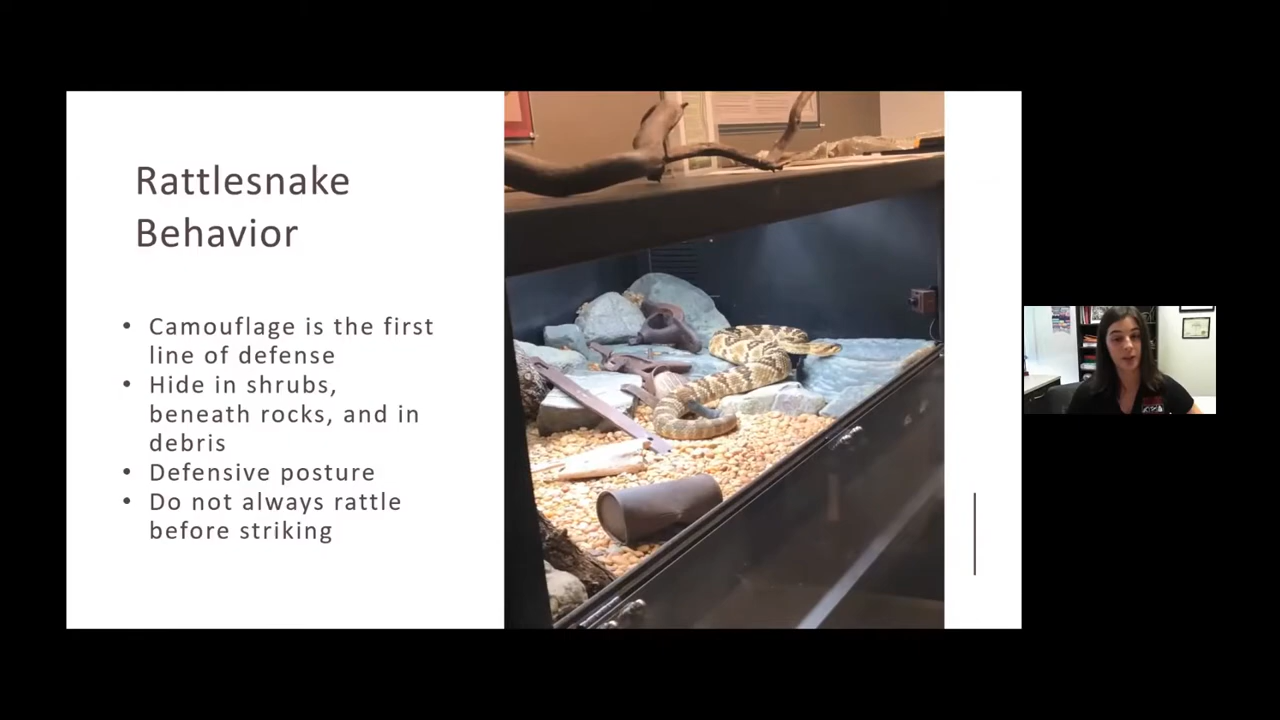 Rattlesnake
Behavior
• Camouflage is the first
line of defense
• Hide in shrubs,
beneath rocks, and in
debris
• Defensive posture
• Do not always rattle
before striking